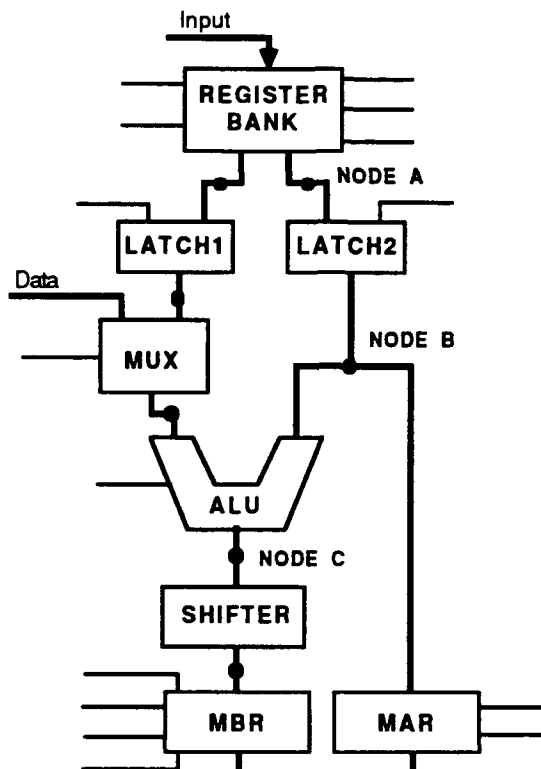 Input
REGISTER
BANK
NODE A
LATCH1
LATCH2
Data
NODE B
MUX
ALU
NODE C
SHIFTER
MBR
MAR